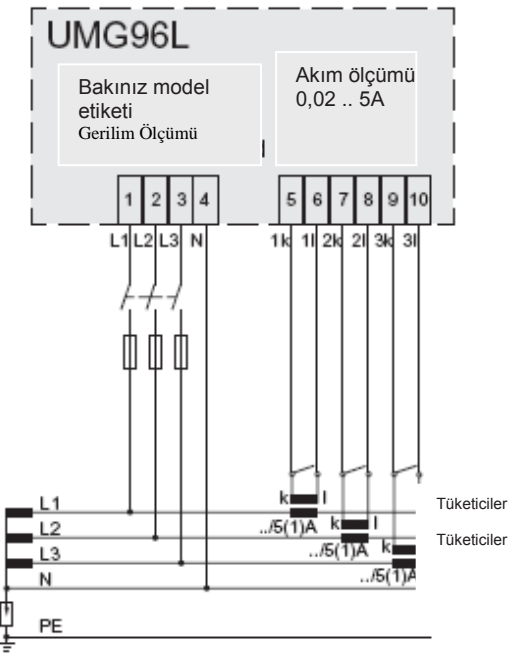 UMG96L
Bakınız model
etiketi
Gerilim Ölçümü
Akım ölçümü
0,02 .. 5A
1 2 3 4 5 6 7 8 9 10
L1 L2 L3 N 1k 1l 2k 2l 3k 3l
L1 k l Tüketiciler
../5(1)A
L2 k l Tüketiciler
../5(1)A
L3 k
../5(1)A
N
PE